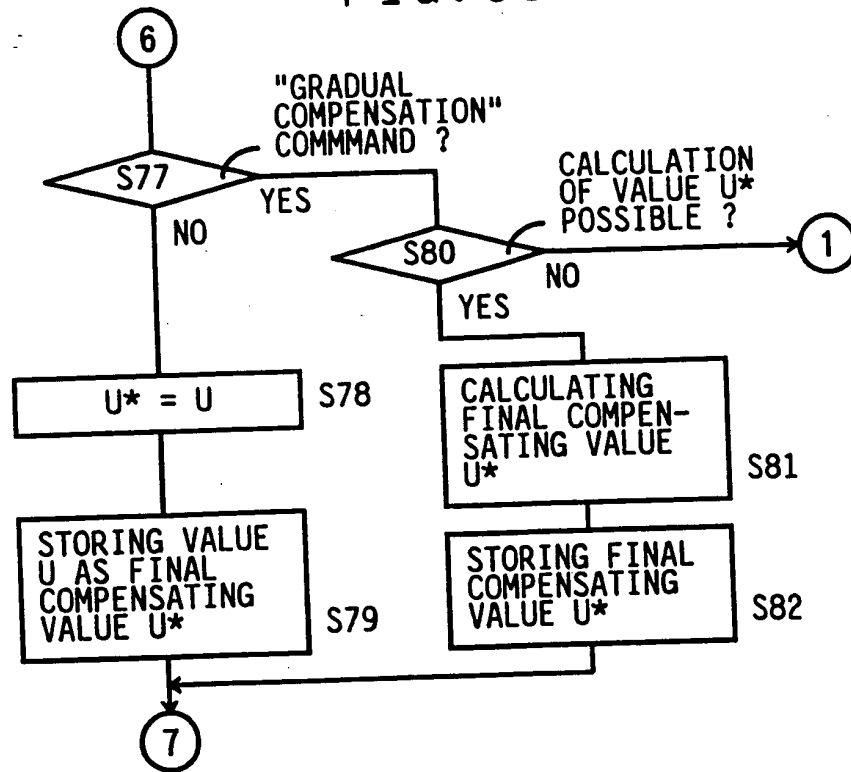 6
"GRADUAL
COMPENSATION"
COMMMAND ?
S77
YES
NO
CALCULATION
OF VALUE U*
POSSIBLE ?
S80
NO
YES
1
U* = U
S78
CALCULATING
FINAL COMPEN-
SATING VALUE
U*
S81
STORING VALUE
U AS FINAL
COMPENSATING
VALUE U*
S79
STORING FINAL
COMPENSATING
VALUE U*
S82
7